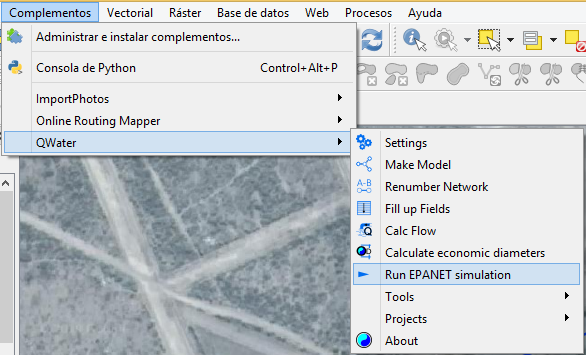 Complementos Vectorial Ráster Base de datos Web Procesos Ayuda
Administrar e instalar complementos...
Consola de Python Control+Alt+P
ImportPhotos
Online Routing Mapper
QWater
Settings
Make Model
A-B Renumber Network
Fill up Fields
Calc Flow
Calculate economic diameters
Run EPANET simulation
Tools
Projects
About